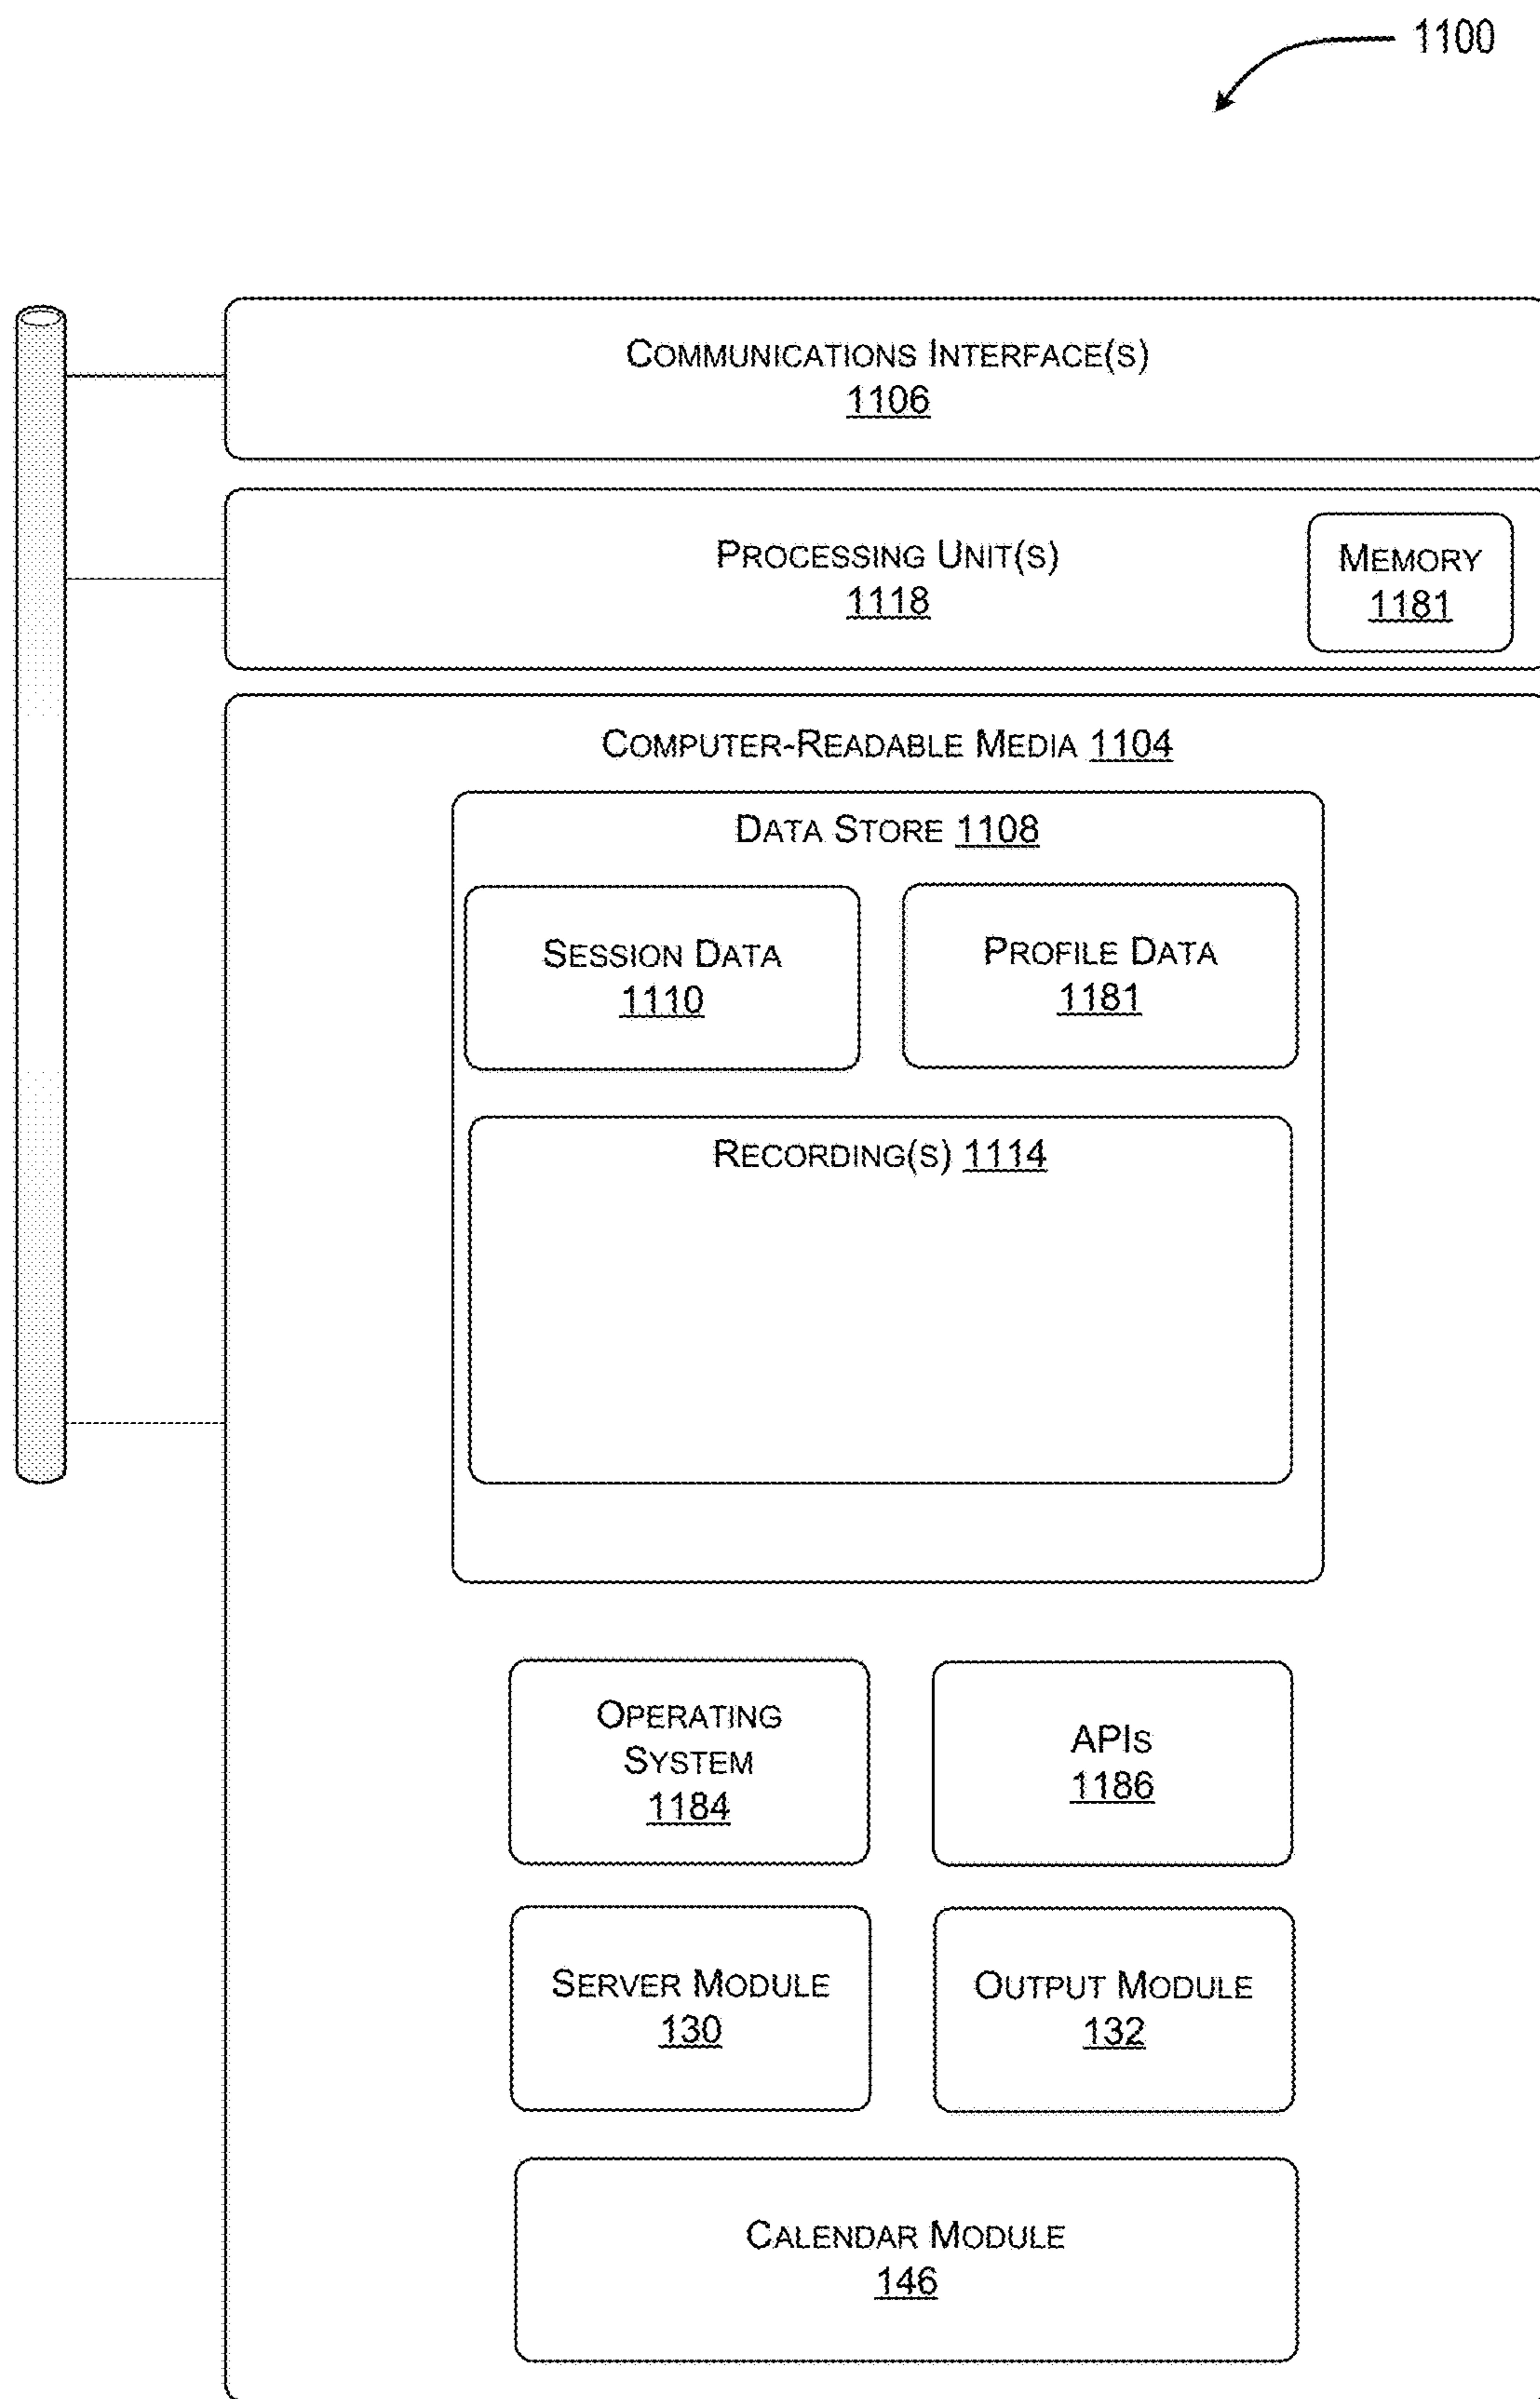 1100
COMMUNICATIONS INTERFACE(S)
1106
PROCESSING UNIT(S)
1118
MEMORY
1181
COMPUTER-READABLE MEDIA 1104
DATA STORE 1108
SESSION DATA
1110
PROFILE DATA
1181
RECORDING(S) 1114
OPERATING
SYSTEM
1184
APIS
1186
SERVER MODULE
130
OUTPUT MODULE
132
CALENDAR MODULE
146